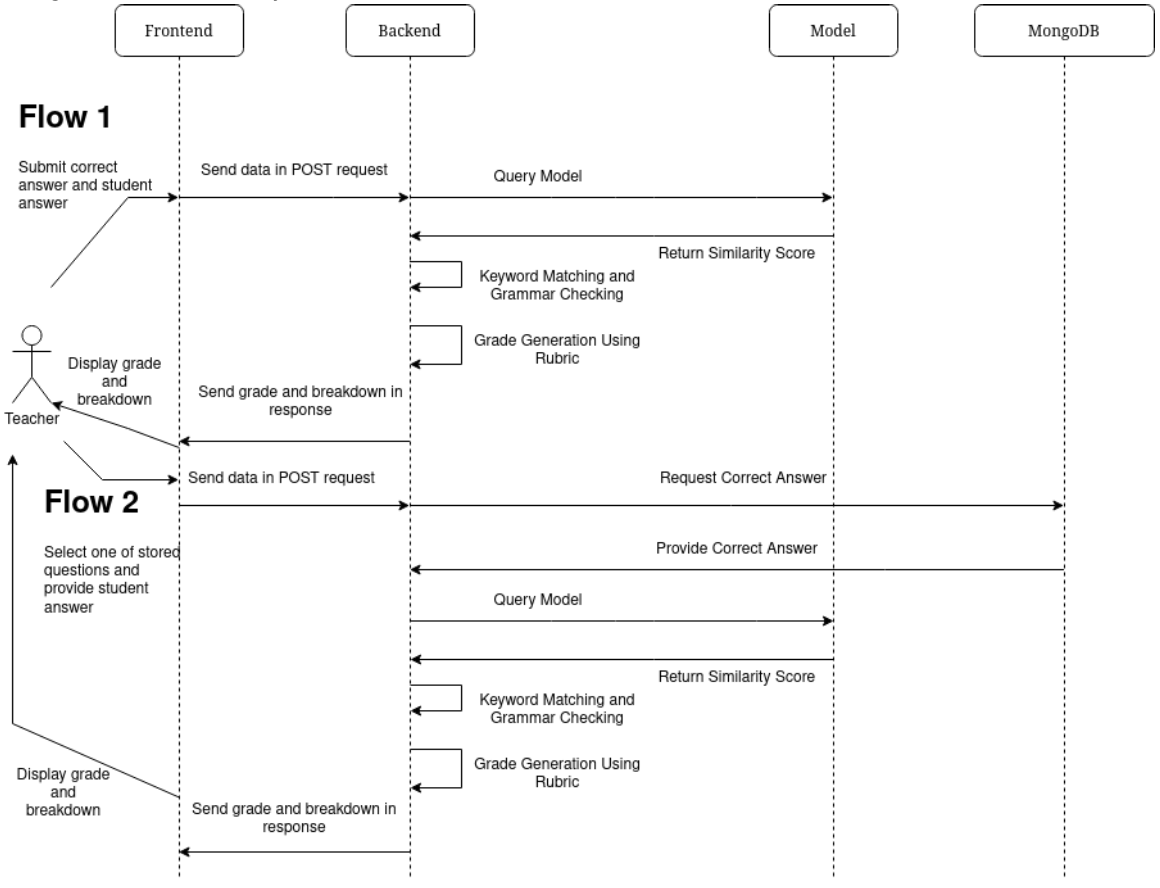 Frontend
Backend
Model
MongoDB
Flow 1
Submit correct
answer and student
answer
Send data in POST request
Query Model
Return Similarity Score
Keyword Matching and
Grammar Checking
Grade Generation Using
Rubric
Display grade
and
breakdown
Teacher
Send grade and breakdown in
response
Send data in POST request
Request Correct Answer
Flow 2
Select one of stored
questions and
provide student
answer
Provide Correct Answer
Query Model
Return Similarity Score
Keyword Matching and
Grammar Checking
Grade Generation Using
Rubric
Display grade
and
breakdown
Send grade and breakdown in
response